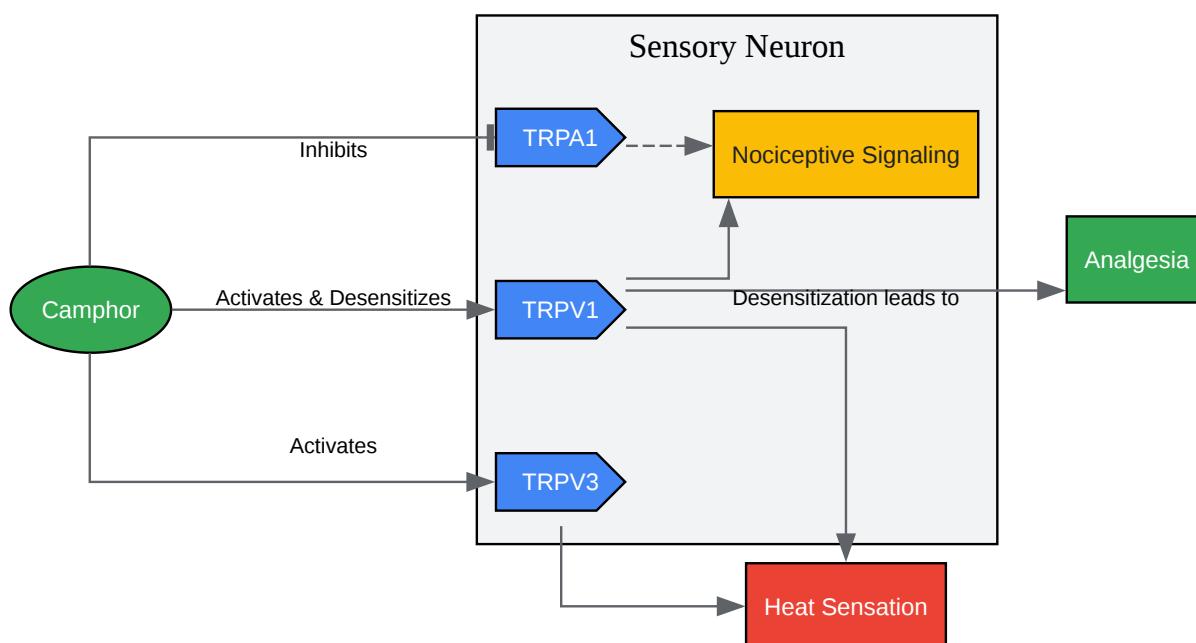 Sensory Neuron
TRPA1
Inhibits
Nociceptive Signaling
Analgesia
Camphor
Activates & Desensitizes
TRPV1
Desensitization leads to
Activates
TRPV3
Heat Sensation